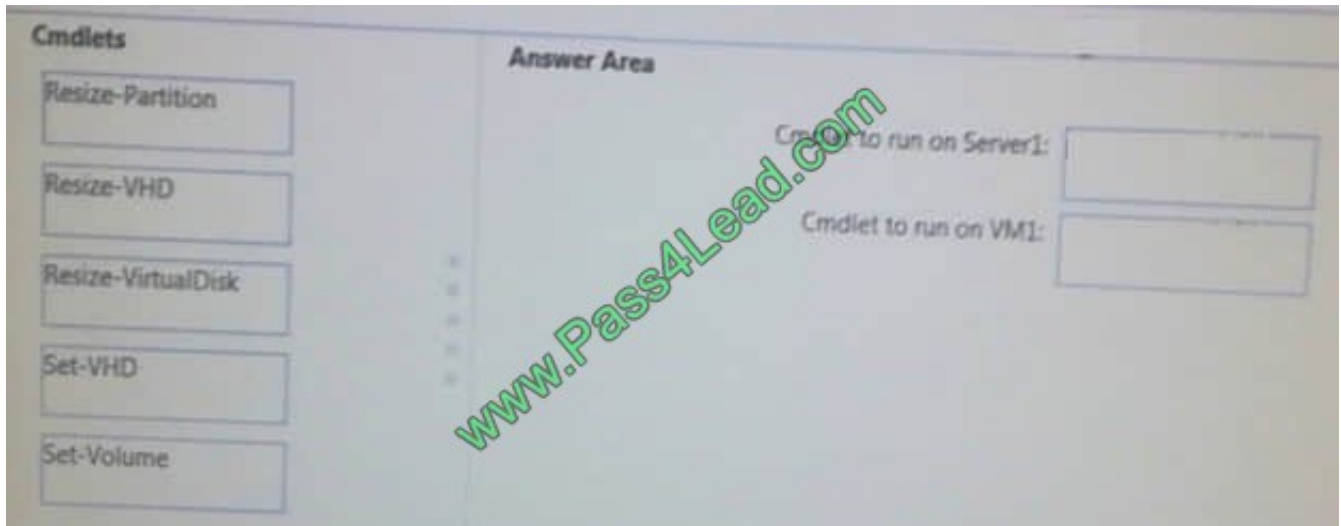 Cmdlets
Resize-Partition
Resize-VHD
Resize-VirtualDisk
Set-VHD
Set-Volume
Answer Area
Cmdlet to run on Server1:
Cmdlet to run on VM1:
www.Pass4Lead.com